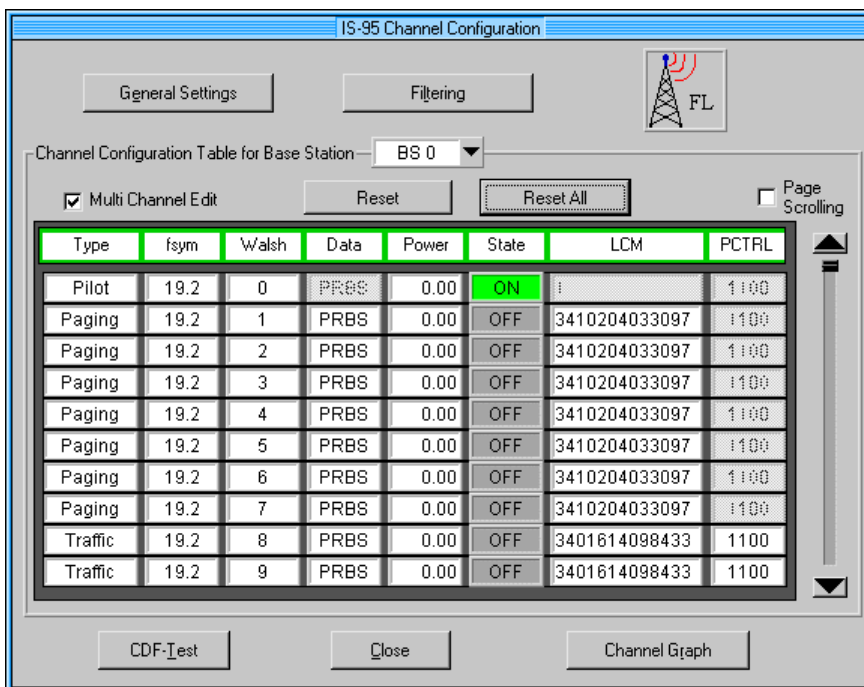 IS-95 Channel Configuration
General Settings Filtering FL
Channel Configuration Table for Base Station BS 0
Multi Channel Edit Reset Reset All Page Scrolling
Type fsym Walsh Data Power State LCM PCTRL
Pilot 19.2 0 PRBS 0.00 ON 1100
Paging 19.2 1 PRBS 0.00 OFF 3410204033097 1100
Paging 19.2 2 PRBS 0.00 OFF 3410204033097 1100
Paging 19.2 3 PRBS 0.00 OFF 3410204033097 1100
Paging 19.2 4 PRBS 0.00 OFF 3410204033097 1100
Paging 19.2 5 PRBS 0.00 OFF 3410204033097 1100
Paging 19.2 6 PRBS 0.00 OFF 3410204033097 1100
Paging 19.2 7 PRBS 0.00 OFF 3410204033097 1100
Traffic 19.2 8 PRBS 0.00 OFF 3401614098433 1100
Traffic 19.2 9 PRBS 0.00 OFF 3401614098433 1100
CDF-Test Close Channel Graph